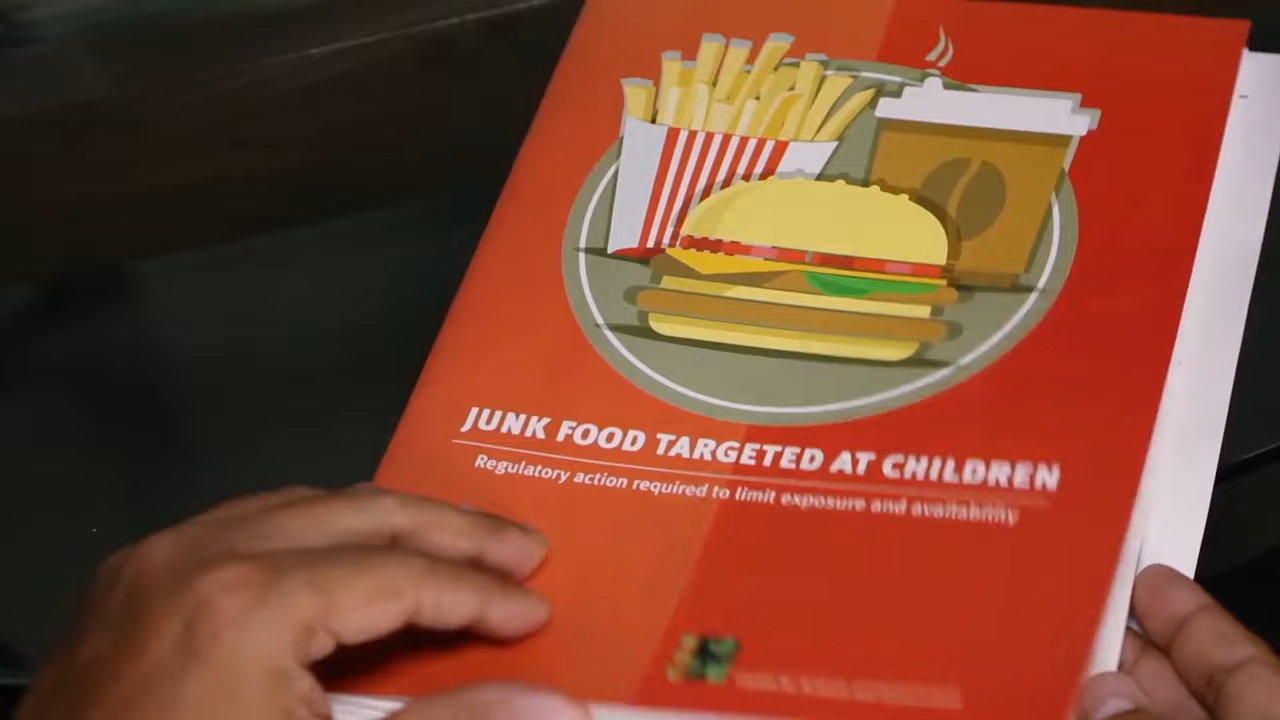 JUNK FOOD TARGETED AT CHILDREN
Regulatory action required to limit exposure and availability